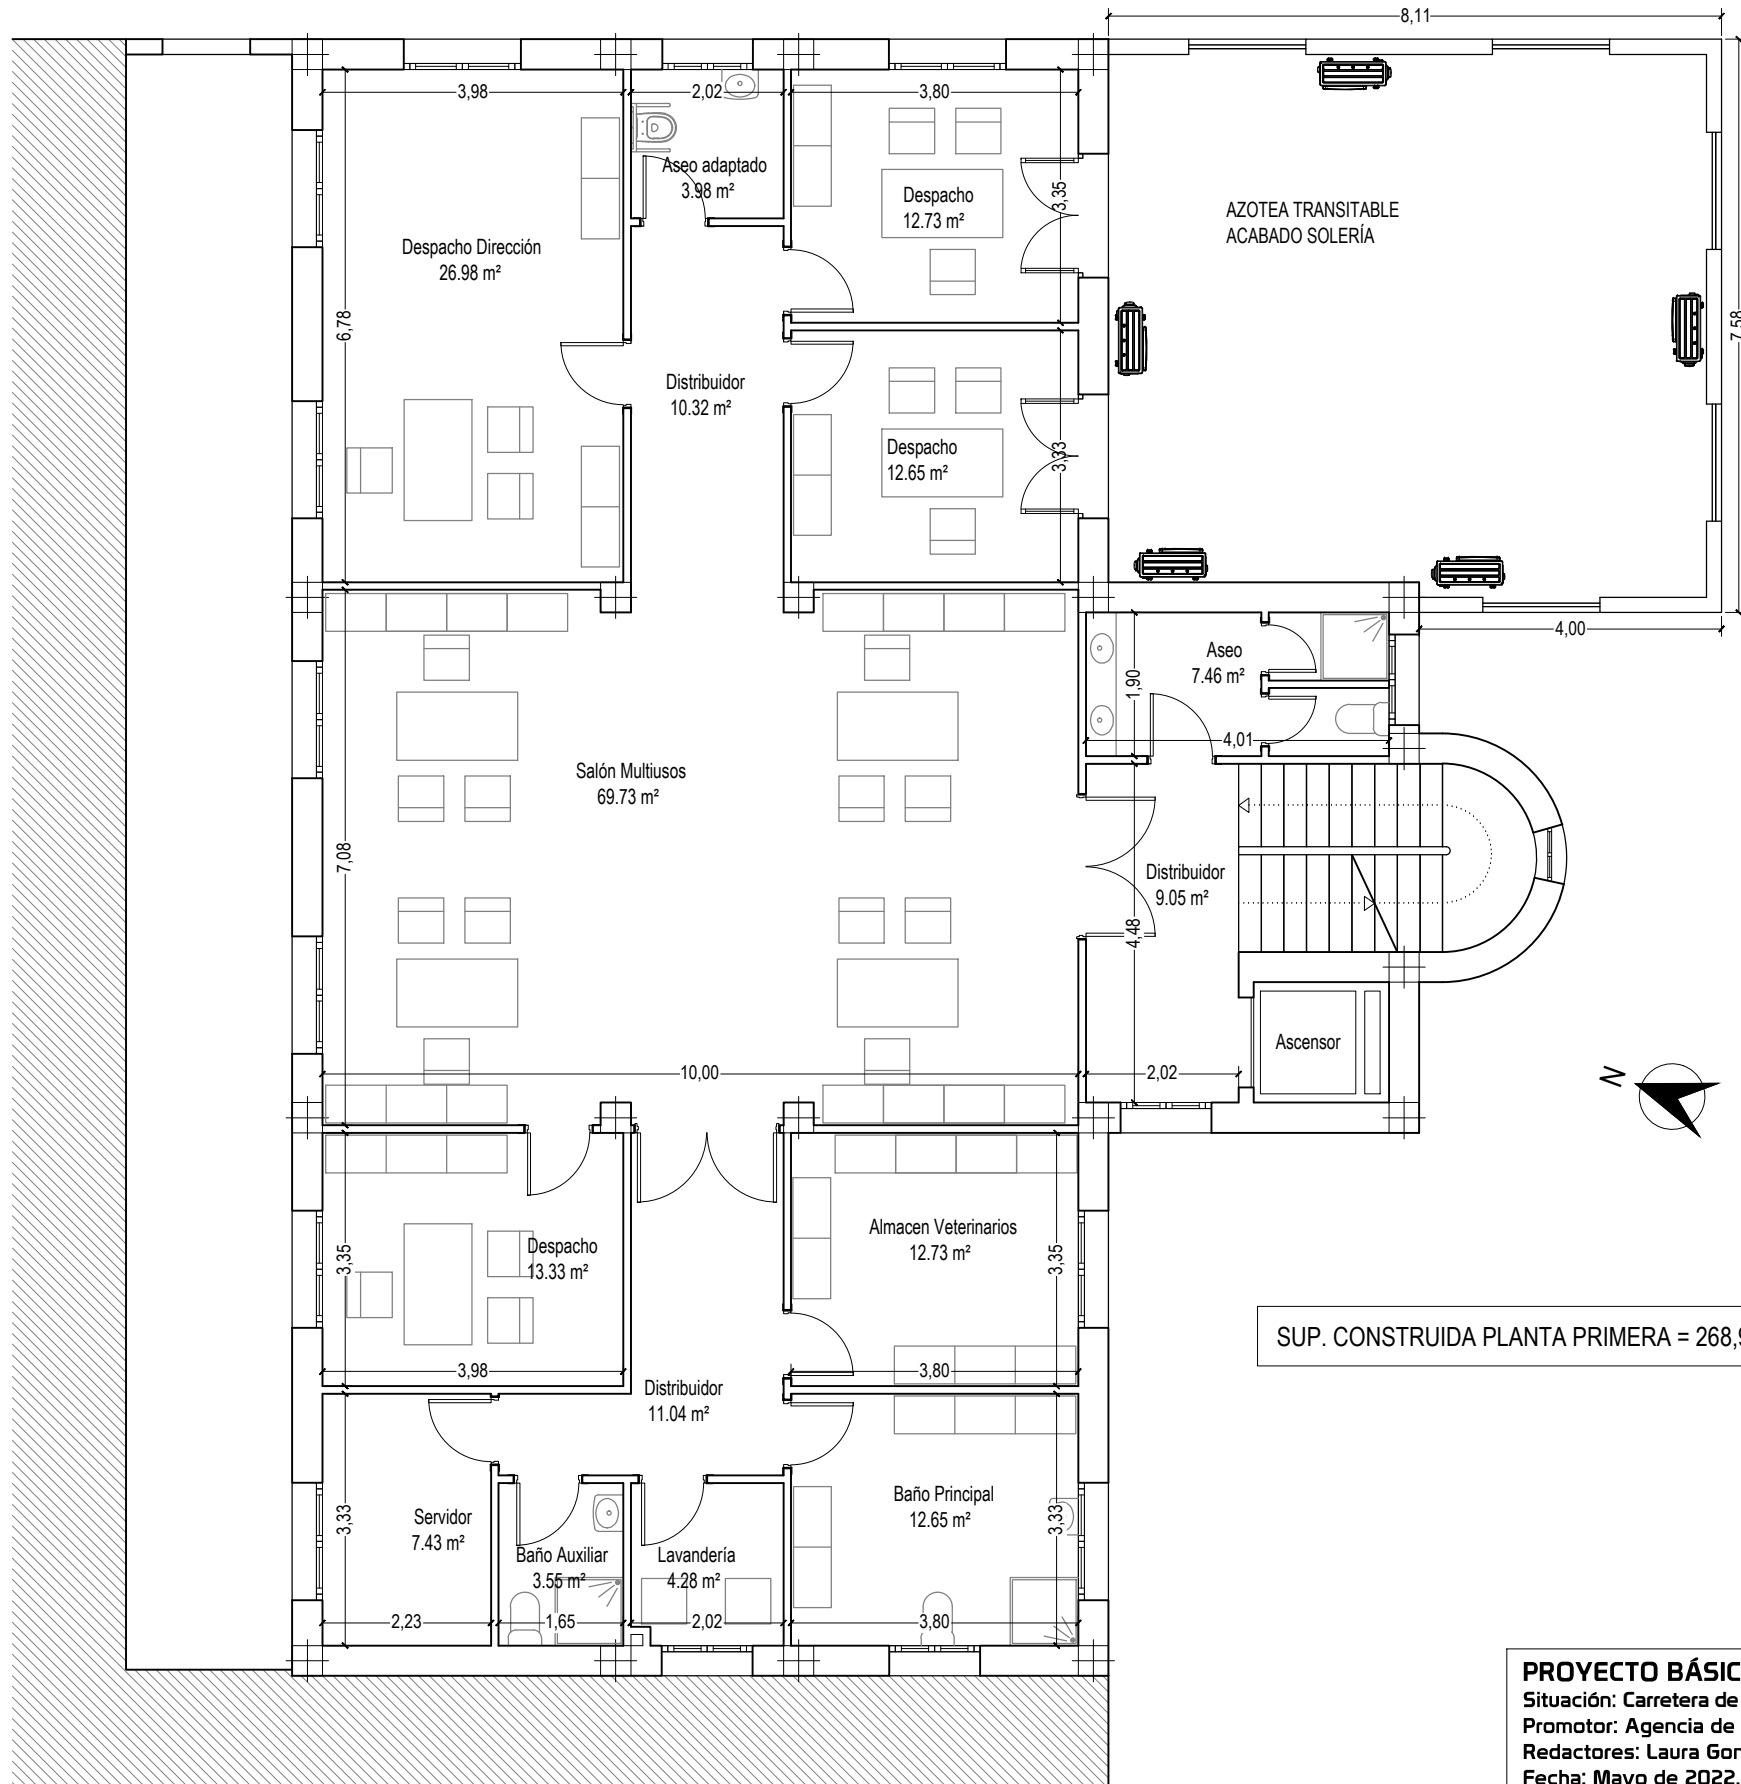 8,11
3,98
2,02
3,80
Aseo adaptado
3.98 m²
Despacho
12.73 m²
3,35
AZOTEA TRANSITABLE
ACABADO SOLERÍA
Despacho Dirección
26.98 m²
6,78
7,58
Distribuidor
10.32 m²
Despacho
12.65 m²
3,33
4,00
Aseo
7.46 m²
1,90
4,01
Salón Multiusos
69.73 m²
7,08
Distribuidor
9.05 m²
4,48
Ascensor
10,00
2,02
N
Despacho
13.33 m²
3,35
Almacen Veterinarios
12.73 m²
3,35
SUP. CONSTRUIDA PLANTA PRIMERA = 268,9
3,98
3,80
Distribuidor
11.04 m²
Servidor
7.43 m²
3,33
Baño Principal
12.65 m²
3,33
Baño Auxiliar
3.55 m²
Lavandería
4.28 m²
2,23
1,65
2,02
3,80
PROYECTO BÁSIC
Situación: Carretera de
Promotor: Agencia de
Redactores: Laura Gon
Fecha: Mayo de 2022.